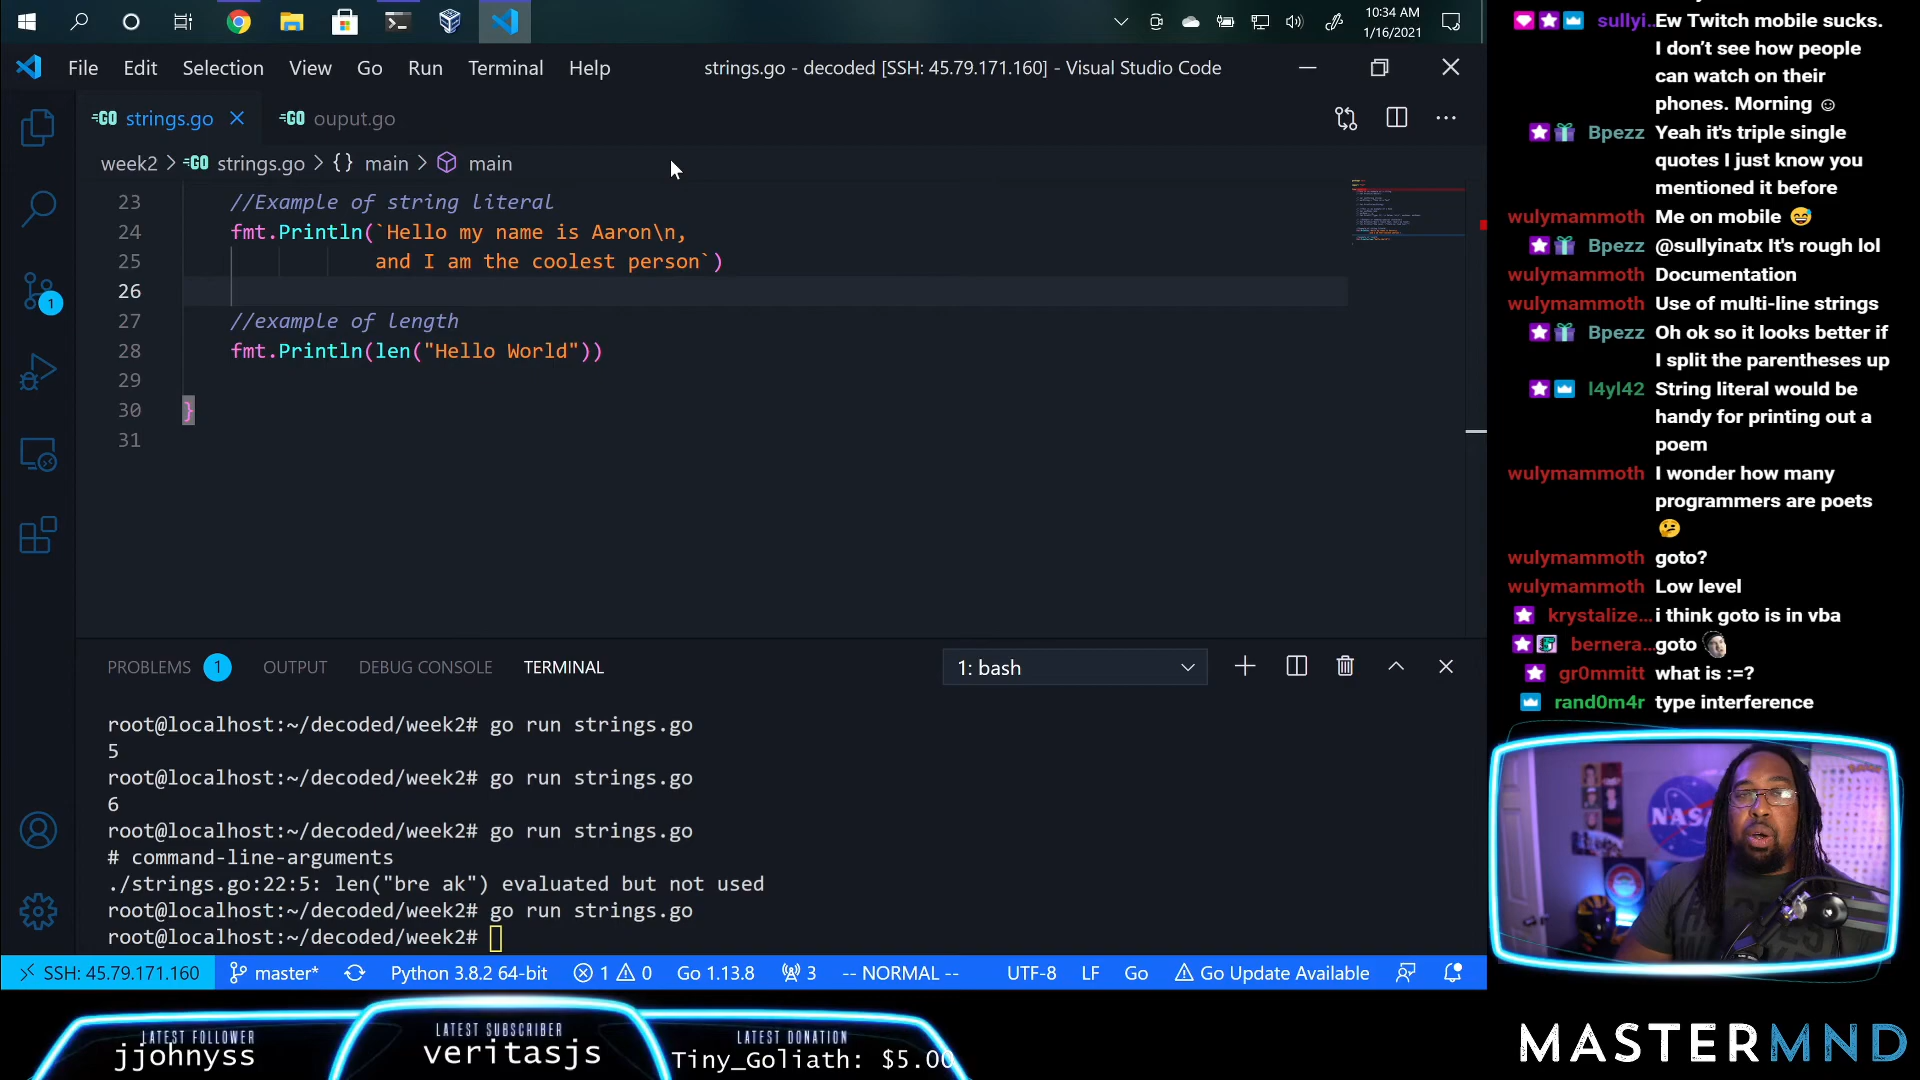 10:34 AM
1/16/2021
File Edit Selection View Go Run Terminal Help
strings.go - decoded [SSH: 45.79.171.160] - Visual Studio Code
GO strings.go
GO ouput.go
week2 > GO strings.go > {} main > main
23 //Example of string literal
24 fmt.Println(`Hello my name is Aaron\n,
25 and I am the coolest person`)
26
27 //example of length
28 fmt.Println(len("Hello World"))
29
30 }
31
PROBLEMS 1 OUTPUT DEBUG CONSOLE TERMINAL
1: bash
root@localhost:~/decoded/week2# go run strings.go
5
root@localhost:~/decoded/week2# go run strings.go
6
root@localhost:~/decoded/week2# go run strings.go
# command-line-arguments
./strings.go:22:5: len("bre ak") evaluated but not used
root@localhost:~/decoded/week2# go run strings.go
root@localhost:~/decoded/week2#
1
SSH: 45.79.171.160 master* Python 3.8.2 64-bit 1 0 Go 1.13.8 3 -- NORMAL -- UTF-8 LF Go Go Update Available
sullyi... Ew Twitch mobile sucks.
I don't see how people
can watch on their
phones. Morning ☺
Bpezz Yeah it's triple single
quotes I just know you
mentioned it before
wulymammoth Me on mobile 😅
Bpezz @sullyinatx It's rough lol
wulymammoth Documentation
wulymammoth Use of multi-line strings
Bpezz Oh ok so it looks better if
I split the parentheses up
l4yl42 String literal would be
handy for printing out a
poem
wulymammoth I wonder how many
programmers are poets
🤔
wulymammoth goto?
wulymammoth Low level
krystalize... i think goto is in vba
bernera... goto
gr0mmitt what is :=?
rand0m4r type interference
NASA
LATEST FOLLOWER
jjohnyss
LATEST SUBSCRIBER
veritasjs
LATEST DONATION
Tiny_Goliath: $5.00
MASTERMND